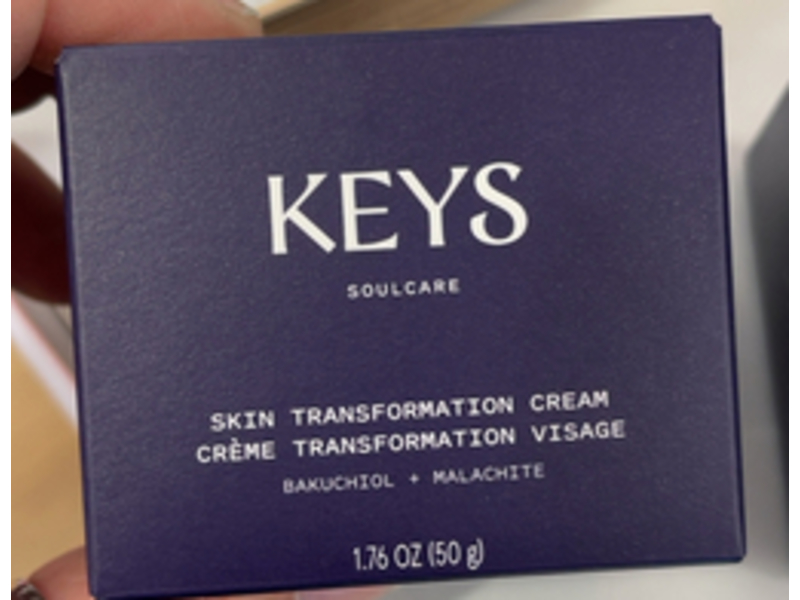 KEYS
SOULCARE
SKIN TRANSFORMATION CREAM
CRÈME TRANSFORMATION VISAGE
BAKUCHIOL + MALACHITE
1.76 OZ (50 g)